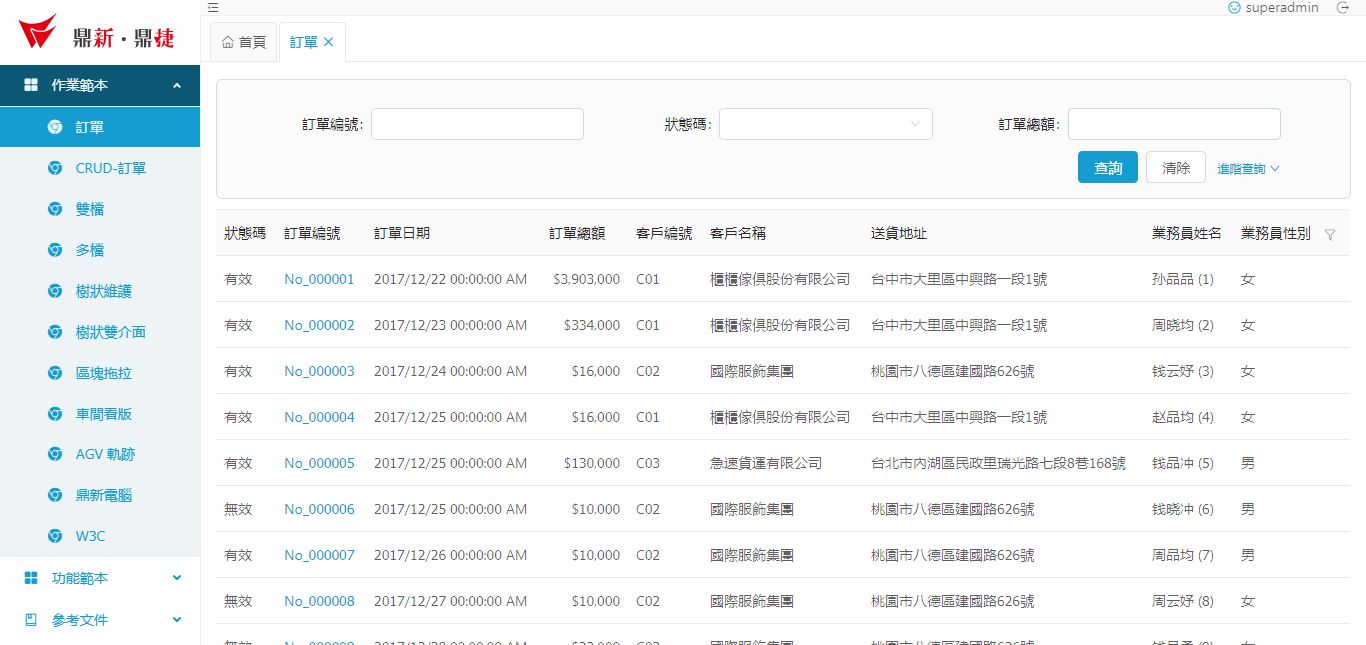 superadmin
鼎新・鼎捷
首頁
訂單
作業範本
訂單
CRUD-訂單
雙檔
多檔
樹狀維護
樹狀雙介面
區塊拖拉
車間看版
AGV 軌跡
鼎新電腦
W3C
功能範本
參考文件
訂單編號: 狀態碼: 訂單總額:
查詢 清除 進階查詢
狀態碼 訂單編號 訂單日期 訂單總額 客戶編號 客戶名稱 送貨地址 業務員姓名 業務員性別
有效 No_000001 2017/12/22 00:00:00 AM $3,903,000 C01 櫃櫃傢俱股份有限公司 台中市大里區中興路一段1號 孙品品 (1) 女
有效 No_000002 2017/12/23 00:00:00 AM $334,000 C01 櫃櫃傢俱股份有限公司 台中市大里區中興路一段1號 周晓均 (2) 女
有效 No_000003 2017/12/24 00:00:00 AM $16,000 C02 國際服飾集團 桃園市八德區建國路626號 钱云妤 (3) 女
有效 No_000004 2017/12/25 00:00:00 AM $16,000 C01 櫃櫃傢俱股份有限公司 台中市大里區中興路一段1號 赵品均 (4) 女
有效 No_000005 2017/12/25 00:00:00 AM $130,000 C03 急速貨運有限公司 台北市內湖區民政里瑞光路七段8巷168號 钱品冲 (5) 男
無效 No_000006 2017/12/25 00:00:00 AM $10,000 C02 國際服飾集團 桃園市八德區建國路626號 钱晓冲 (6) 男
有效 No_000007 2017/12/26 00:00:00 AM $10,000 C02 國際服飾集團 桃園市八德區建國路626號 周品均 (7) 男
無效 No_000008 2017/12/27 00:00:00 AM $10,000 C02 國際服飾集團 桃園市八德區建國路626號 周云妤 (8) 女